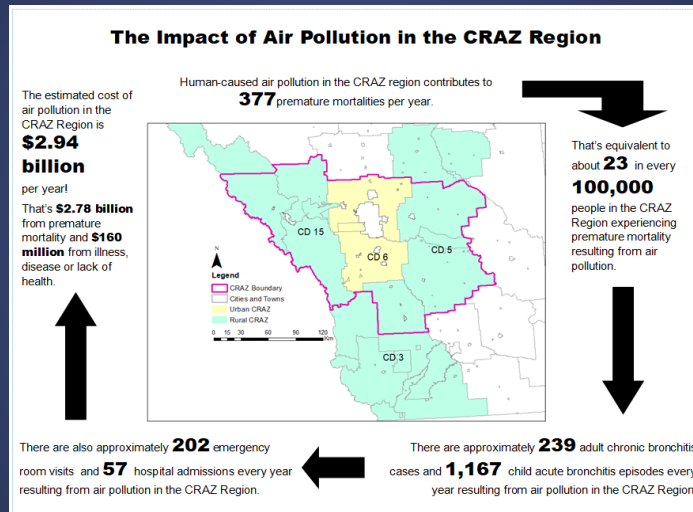 The Impact of Air Pollution in the CRAZ Region
Human-caused air pollution in the CRAZ region contributes to
377 premature mortalities per year.
The estimated cost of
air pollution in the
CRAZ Region is
$2.94
billion
per year!
That's $2.78 billion
from premature
mortality and $160
million from illness,
disease or lack of
health.
That's equivalent to
about 23 in every
100,000
people in the CRAZ
Region experiencing
premature mortality
resulting from air
pollution.
CD 15
CD 6
CD 5
CD 3
N
Legend
CRAZ Boundary
Cities and Towns
Urban CRAZ
Rural CRAZ
0 15 30 60 90 120
Km
There are also approximately 202 emergency
room visits and 57 hospital admissions every year
resulting from air pollution in the CRAZ Region.
There are approximately 239 adult chronic bronchitis
cases and 1,167 child acute bronchitis episodes every
year resulting from air pollution in the CRAZ Region